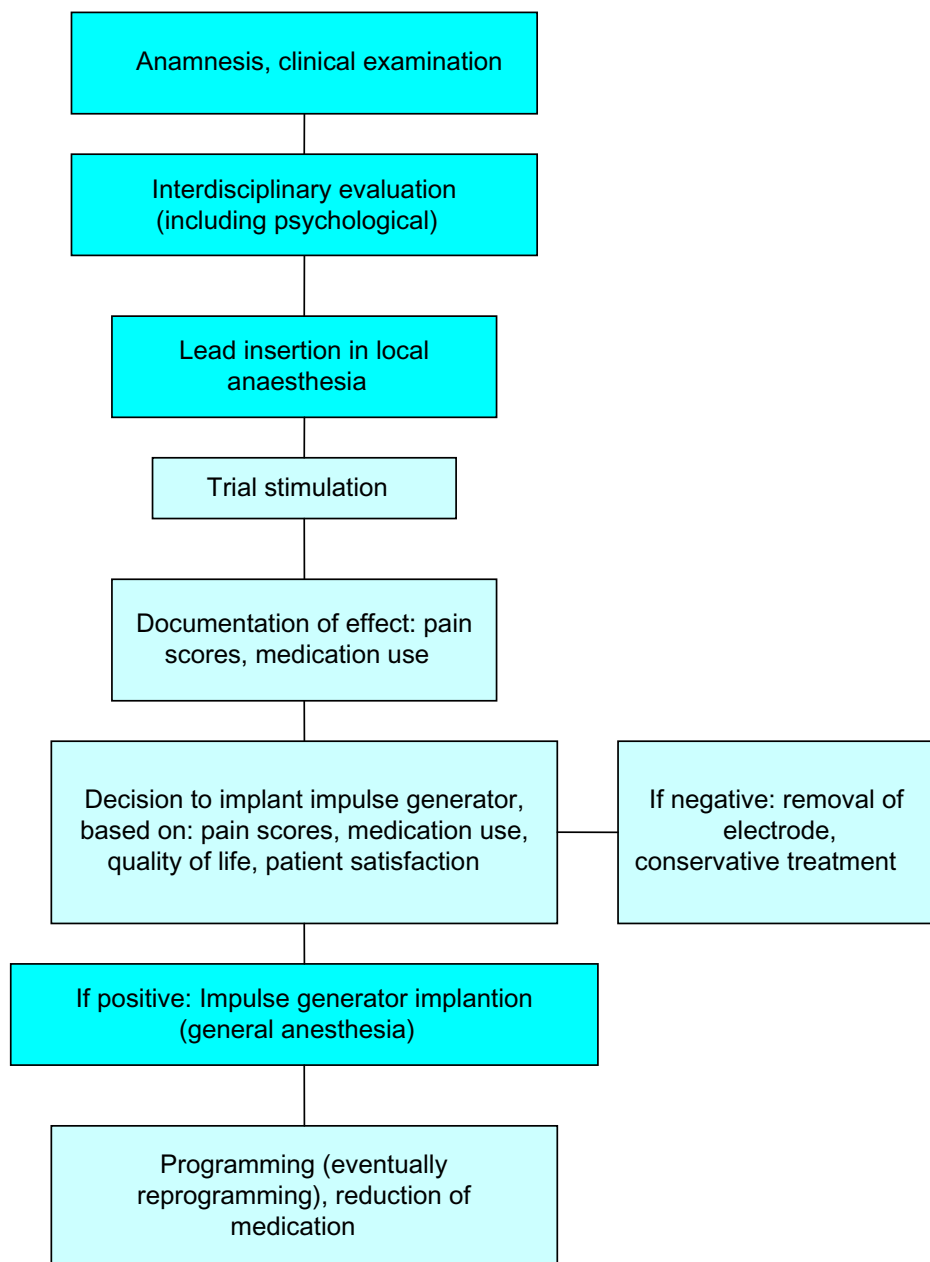 Anamnesis, clinical examination
Interdisciplinary evaluation
(including psychological)
Lead insertion in local
anaesthesia
Trial stimulation
Documentation of effect: pain
scores, medication use
Decision to implant impulse generator,
based on: pain scores, medication use,
quality of life, patient satisfaction
If negative: removal of
electrode,
conservative treatment
If positive: Impulse generator implantion
(general anesthesia)
Programming (eventually
reprogramming), reduction of
medication